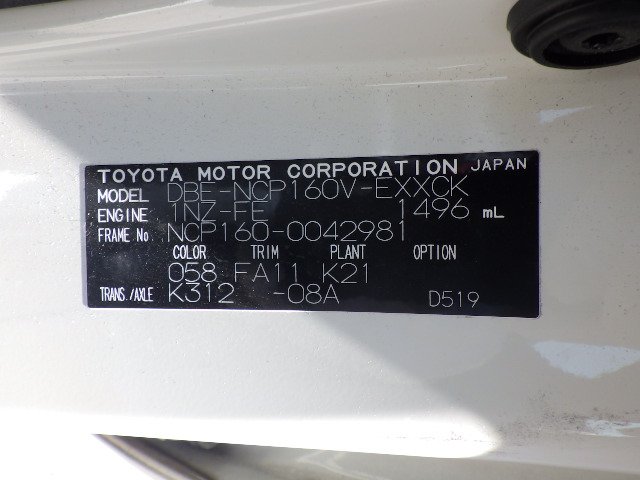 TOYOTA MOTOR CORPORATION JAPAN
MODEL DBE-NCP160V-EXXCK
ENGINE 1NZ-FE 1496 mL
FRAME No NCP160-0042981
COLOR TRIM PLANT OPTION
058 FA11 K21
TRANS./AXLE K312 -08A D519